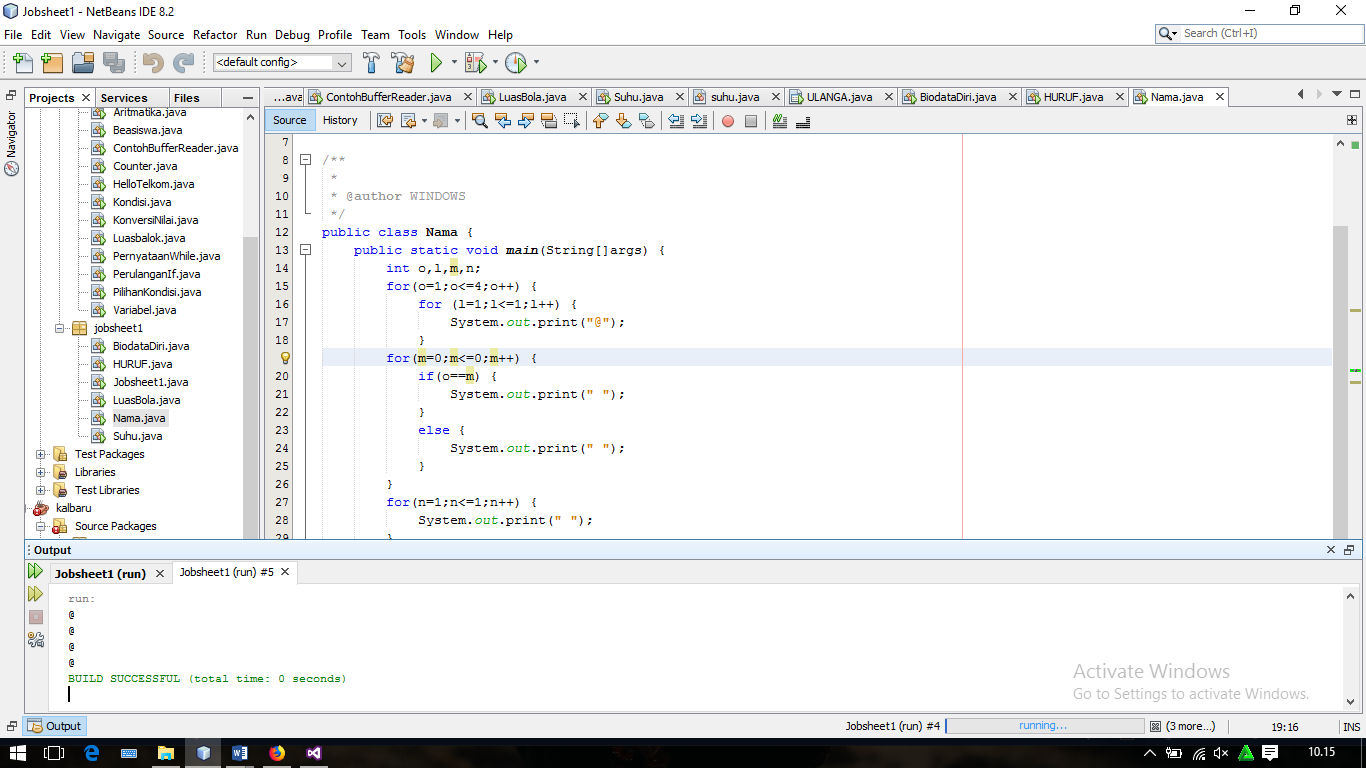 Jobsheet1 - NetBeans IDE 8.2
File Edit View Navigate Source Refactor Run Debug Profile Team Tools Window Help
Search (Ctrl+I)
<default config>
Projects Services Files
...ava ContohBufferReader.java LuasBola.java Suhu.java suhu.java ULANGA.java BiodataDiri.java HURUF.java Nama.java
Navigator
Source History
Aritmatika.java
Beasiswa.java
ContohBufferReader.java
Counter.java
HelloTelkom.java
Kondisi.java
KonversiNilai.java
Luasbalok.java
PernyataanWhile.java
PerulanganIf.java
PilihanKondisi.java
Variabel.java
jobsheet1
BiodataDiri.java
HURUF.java
Jobsheet1.java
LuasBola.java
Nama.java
Suhu.java
Test Packages
Libraries
Test Libraries
kalbaru
Source Packages
7
8 /**
9 *
10 * @author WINDOWS
11 */
12 public class Nama {
13 public static void main(String[]args) {
14 int o,l,m,n;
15 for(o=1;o<=4;o++) {
16 for (l=1;l<=1;l++) {
17 System.out.print("@");
18 }
for(m=0;m<=0;m++) {
20 if(o==m) {
21 System.out.print(" ");
22 }
23 else {
24 System.out.print(" ");
25 }
26 }
27 for(n=1;n<=1;n++) {
28 System.out.print(" ");
29 }
Output
Jobsheet1 (run) Jobsheet1 (run) #5
run:
@
@
@
@
BUILD SUCCESSFUL (total time: 0 seconds)
Activate Windows
Go to Settings to activate Windows.
Output
Jobsheet1 (run) #4 running... (3 more...) 19:16 INS
10.15